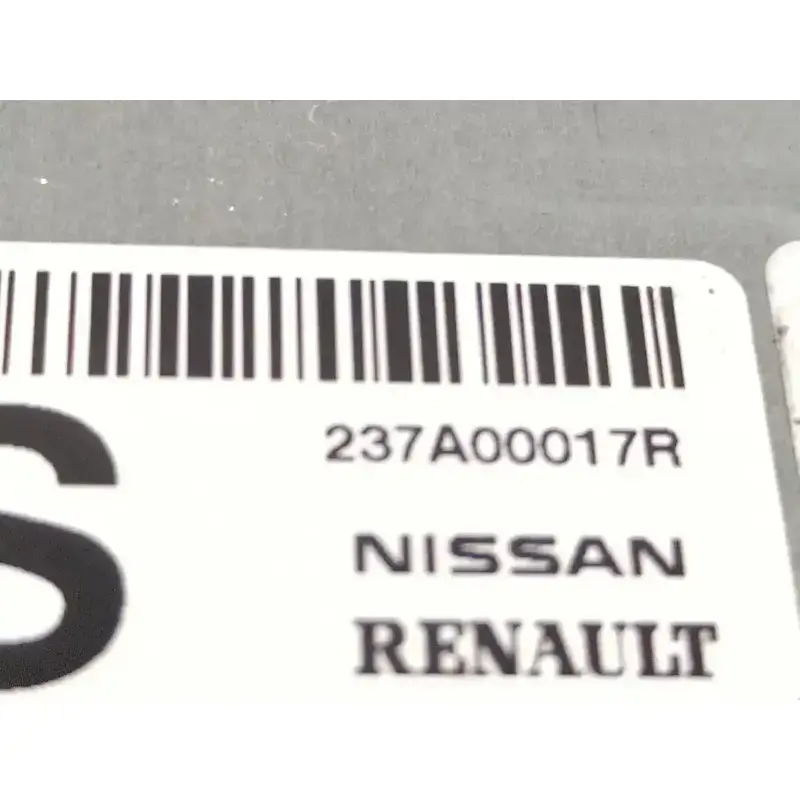 237A00017R
S
NISSAN
RENAULT